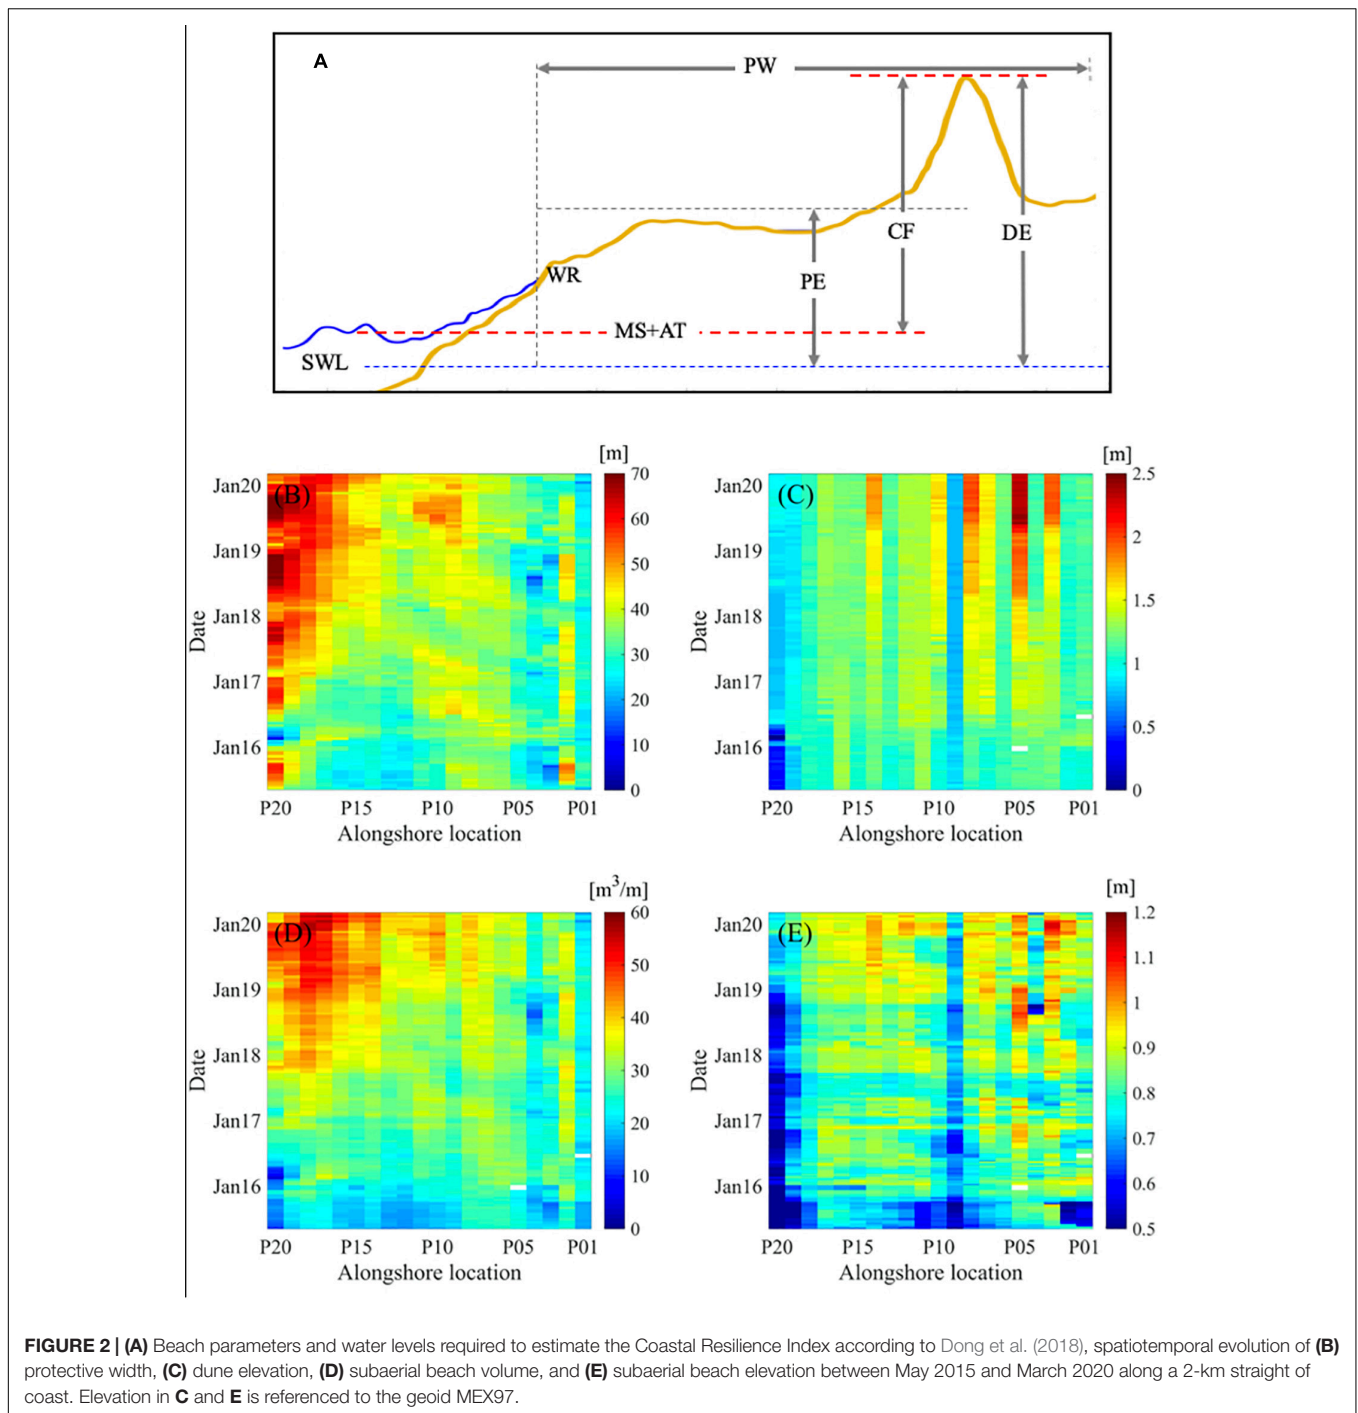 A
PW
CF
DE
WR
PE
MS+AT
SWL
[m]
(B)
70
60
50
40
30
20
10
0
Jan20
Jan19
Jan18
Jan17
Jan16
Date
P20 P15 P10 P05 P01
Alongshore location
[m]
(C)
2.5
2
1.5
1
0.5
0
Jan20
Jan19
Jan18
Jan17
Jan16
Date
P20 P15 P10 P05 P01
Alongshore location
[m³/m]
(D)
60
50
40
30
20
10
0
Jan20
Jan19
Jan18
Jan17
Jan16
Date
P20 P15 P10 P05 P01
Alongshore location
[m]
(E)
1.2
1.1
1
0.9
0.8
0.7
0.6
0.5
Jan20
Jan19
Jan18
Jan17
Jan16
Date
P20 P15 P10 P05 P01
Alongshore location
FIGURE 2 | (A) Beach parameters and water levels required to estimate the Coastal Resilience Index according to Dong et al. (2018), spatiotemporal evolution of (B)
protective width, (C) dune elevation, (D) subaerial beach volume, and (E) subaerial beach elevation between May 2015 and March 2020 along a 2-km straight of
coast. Elevation in C and E is referenced to the geoid MEX97.